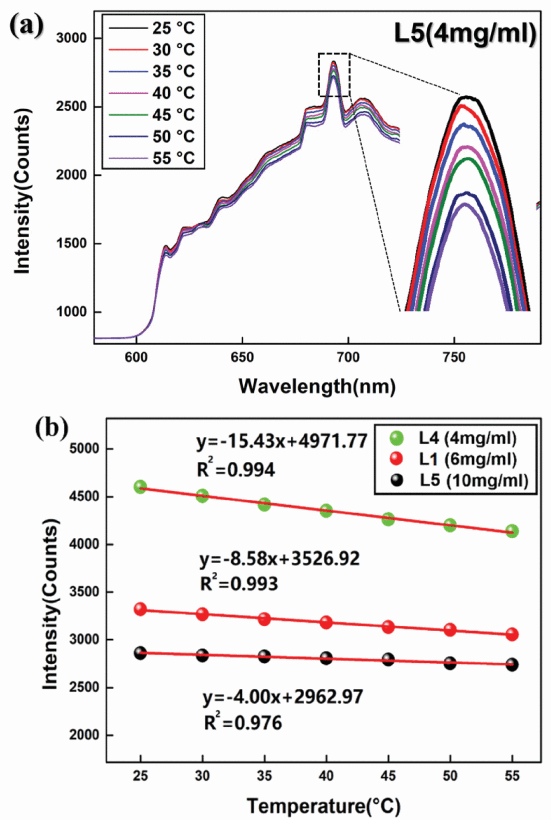 (a)
L5(4mg/ml)
25 °C
30 °C
35 °C
40 °C
45 °C
50 °C
55 °C
3000
2500
2000
1500
1000
Intensity(Counts)
600
650
700
750
Wavelength(nm)
(b)
y=-15.43x+4971.77
R²=0.994
L4 (4mg/ml)
L1 (6mg/ml)
L5 (10mg/ml)
y=-8.58x+3526.92
R²=0.993
y=-4.00x+2962.97
R²=0.976
5000
4500
4000
3500
3000
2500
2000
Intensity(Counts)
25
30
35
40
45
50
55
Temperature(°C)